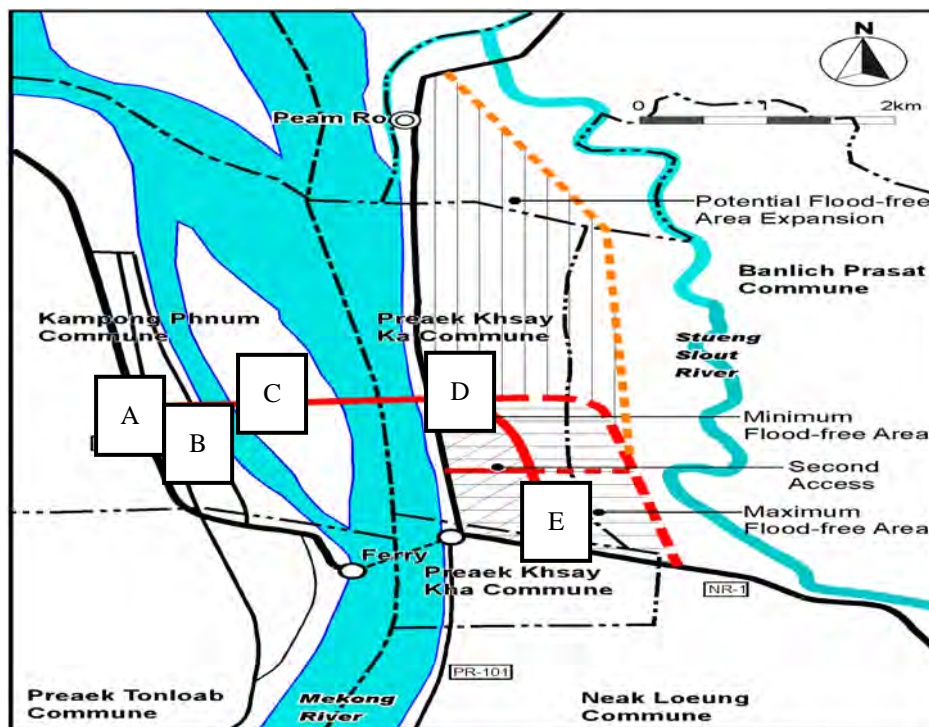 N
0
1
2km
Peam Ro
Potential Flood-free
Area Expansion
Banlich Prasat
Commune
Kampong Phnum
Commune
Preaek Khsay
Ka Commune
Stueng
Slout
River
A
B
C
D
Minimum
Flood-free Area
Second
Access
E
Maximum
Flood-free Area
Ferry
Preaek Khsay
Kha Commune
NR-1
PR-101
Preaek Tonloab
Commune
Mekong
River
Neak Loeung
Commune